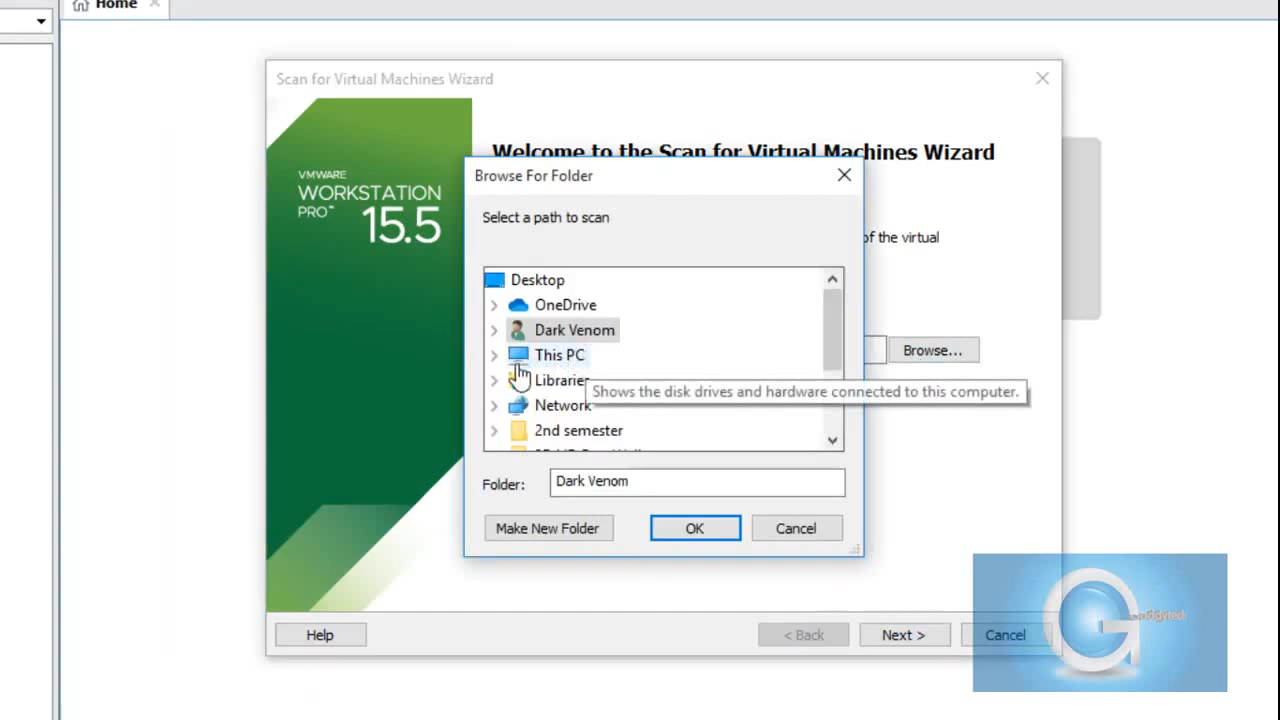 Home
Scan for Virtual Machines Wizard
Welcome to the Scan for Virtual Machines Wizard
VMWARE
WORKSTATION
PRO™
15.5
Browse For Folder
Select a path to scan
of the virtual
Desktop
OneDrive
Dark Venom
This PC
Libraries
Shows the disk drives and hardware connected to this computer.
Network
2nd semester
Browse...
Folder:
Dark Venom
Make New Folder
OK
Cancel
Help
< Back
Next >
Cancel